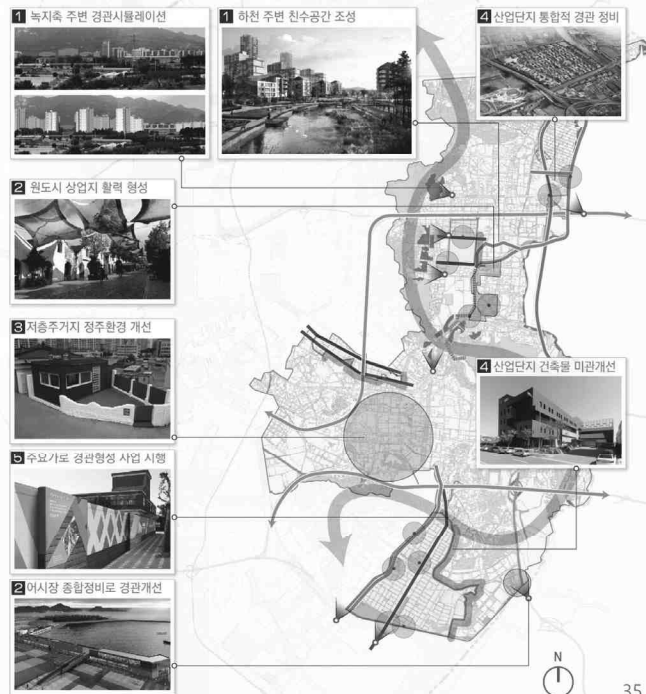 1 녹지축 주변 경관시뮬레이션
1 하천 주변 친수공간 조성
4 산업단지 통합적 경관 정비
2 원도시 상업지 활력 형성
3 저층주거지 정주환경 개선
4 산업단지 건축물 미관개선
5 주요가로 경관형성 사업 시행
2 어시장 종합정비로 경관개선
N
35